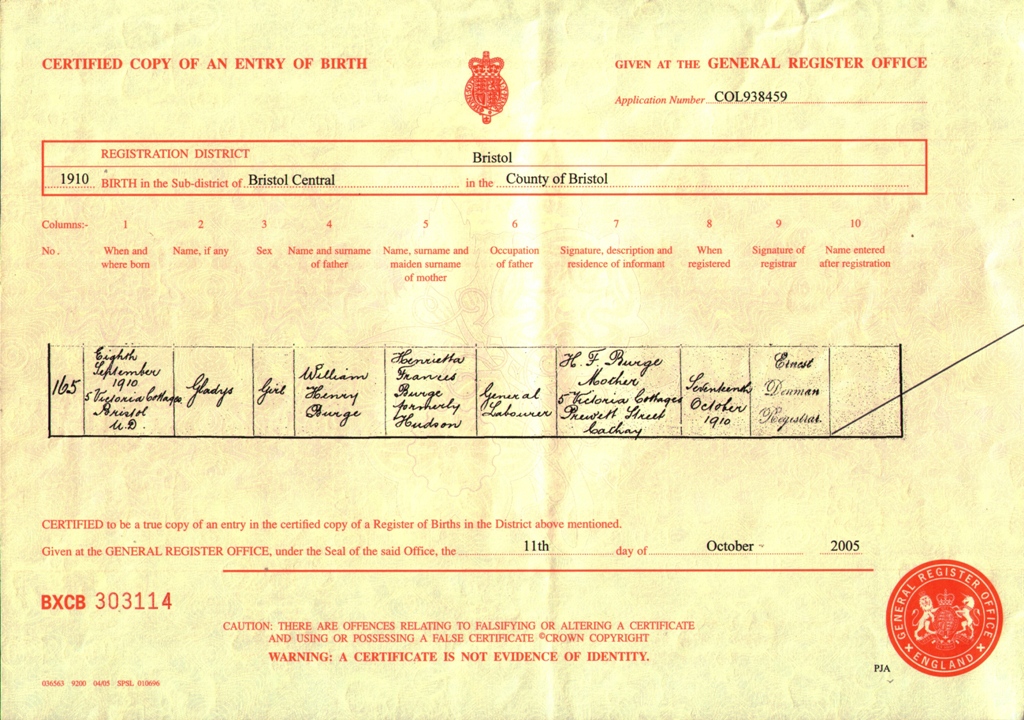 CERTIFIED COPY OF AN ENTRY OF BIRTH
GIVEN AT THE GENERAL REGISTER OFFICE
Application Number COL938459
REGISTRATION DISTRICT Bristol
1910 BIRTH in the Sub-district of Bristol Central in the County of Bristol
Columns:- 1 2 3 4 5 6 7 8 9 10
No. When and where born
Name, if any
Sex
Name and surname of father
Name, surname and maiden surname of mother
Occupation of father
Signature, description and residence of informant
When registered
Signature of registrar
Name entered after registration
165
Eighth
September
1910
5 Victoria Cottages
Bristol
U.D.
Gladys
Girl
William
Henry
Burge
Henrietta
Frances
Burge
formerly
Hudson
General
Labourer
H. F. Burge
Mother
5 Victoria Cottages
Prewett Street
Cathay
Seventeenth
October
1910
Ernest
Denman
Registrar.
CERTIFIED to be a true copy of an entry in the certified copy of a Register of Births in the District above mentioned.
Given at the GENERAL REGISTER OFFICE, under the Seal of the said Office, the 11th day of October 2005
BXCB 303114
CAUTION: THERE ARE OFFENCES RELATING TO FALSIFYING OR ALTERING A CERTIFICATE
AND USING OR POSSESSING A FALSE CERTIFICATE ©CROWN COPYRIGHT
WARNING: A CERTIFICATE IS NOT EVIDENCE OF IDENTITY.
GENERAL REGISTER OFFICE
ENGLAND
PJA
036563 9200 04/05 SPSL 010696